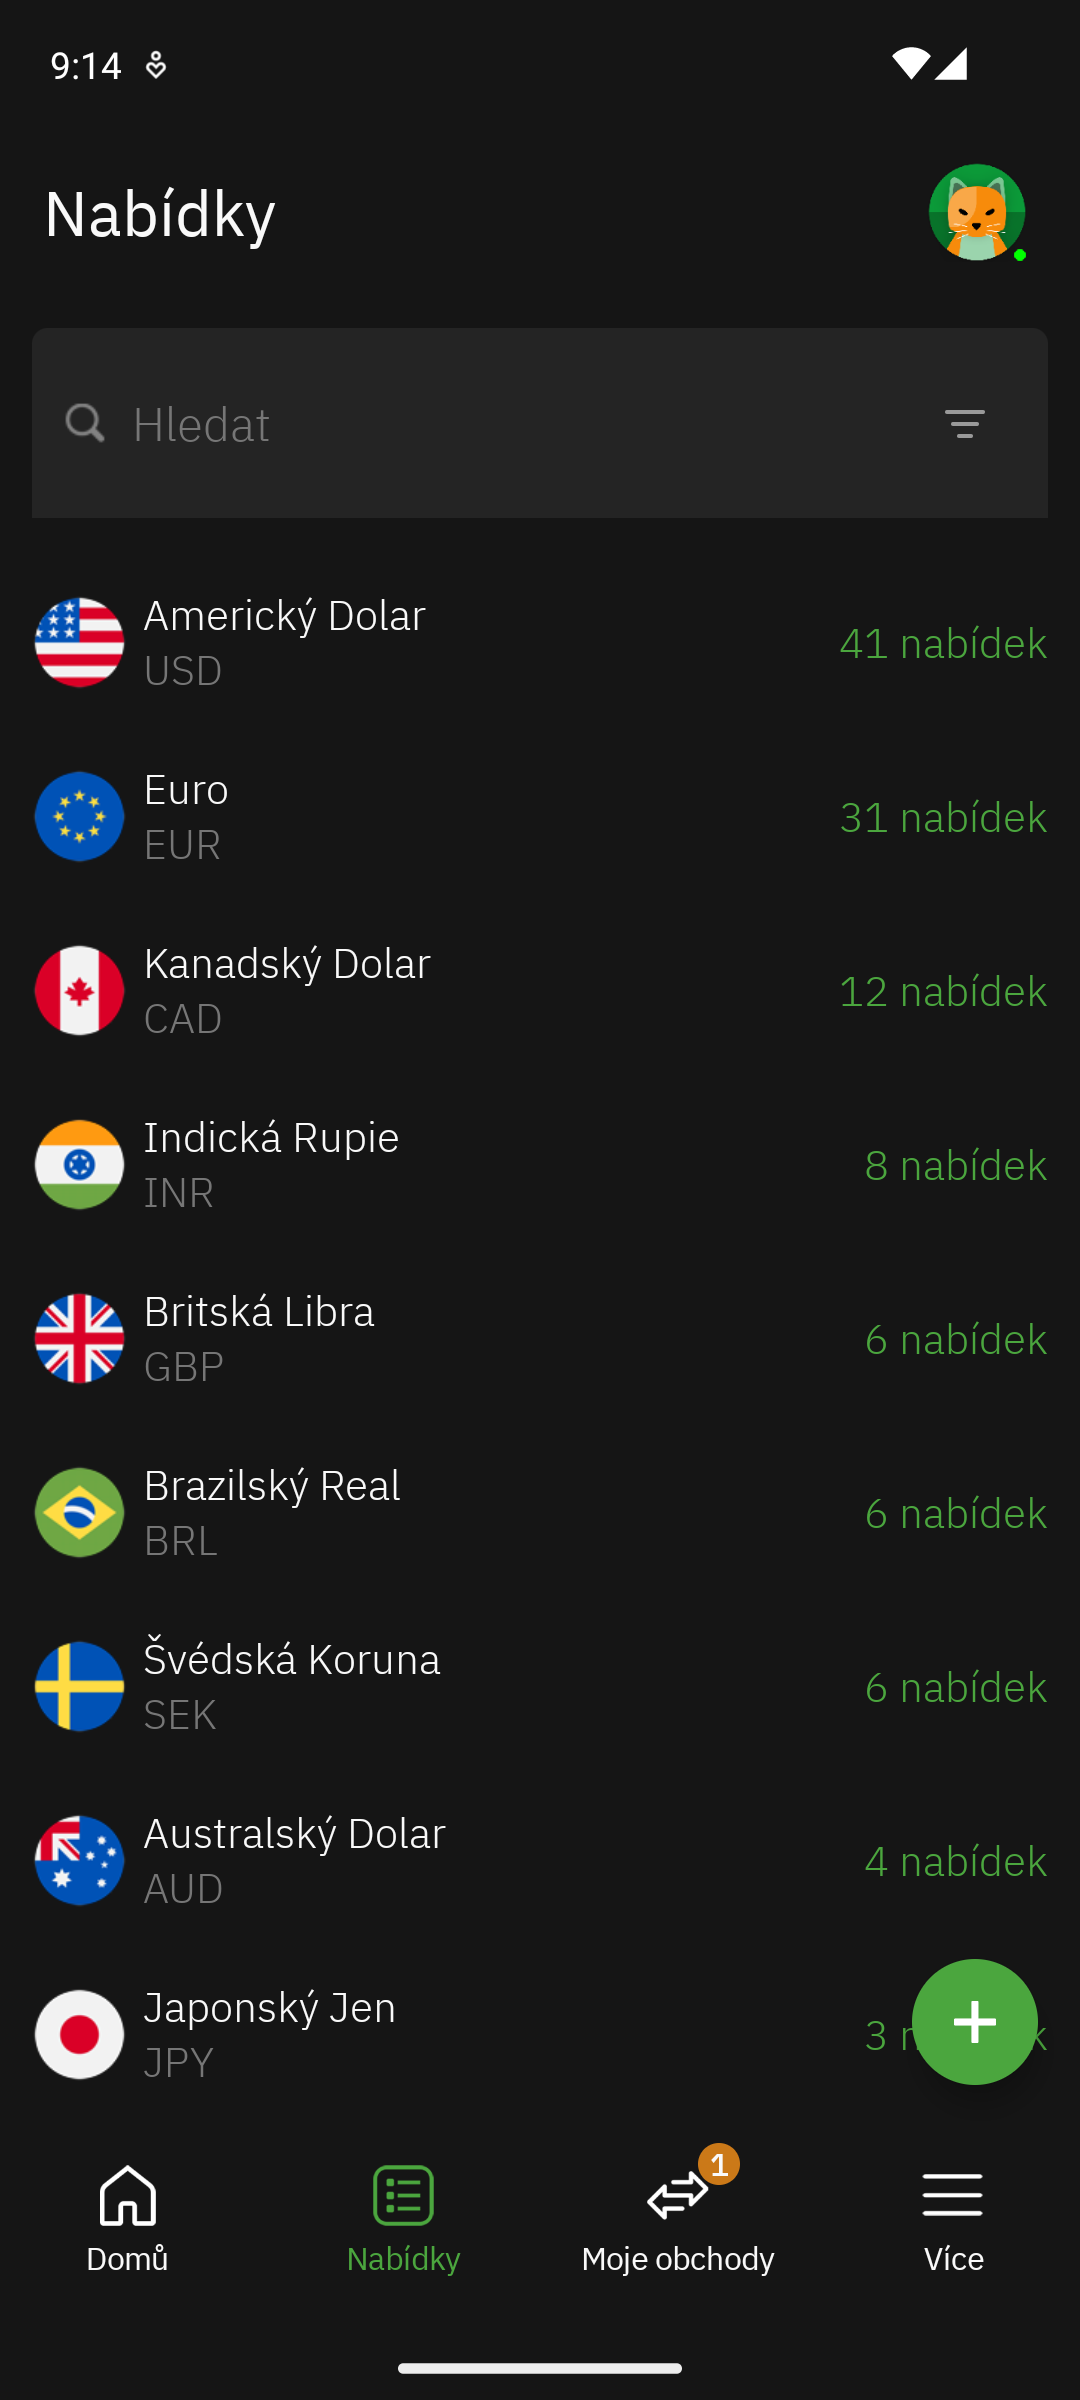 9:14
Nabídky
Hledat
Americký Dolar
USD
41 nabídek
Euro
EUR
31 nabídek
Kanadský Dolar
CAD
12 nabídek
Indická Rupie
INR
8 nabídek
Britská Libra
GBP
6 nabídek
Brazilský Real
BRL
6 nabídek
Švédská Koruna
SEK
6 nabídek
Australský Dolar
AUD
4 nabídek
Japonský Jen
JPY
3
1
Domů
Nabídky
Moje obchody
Více